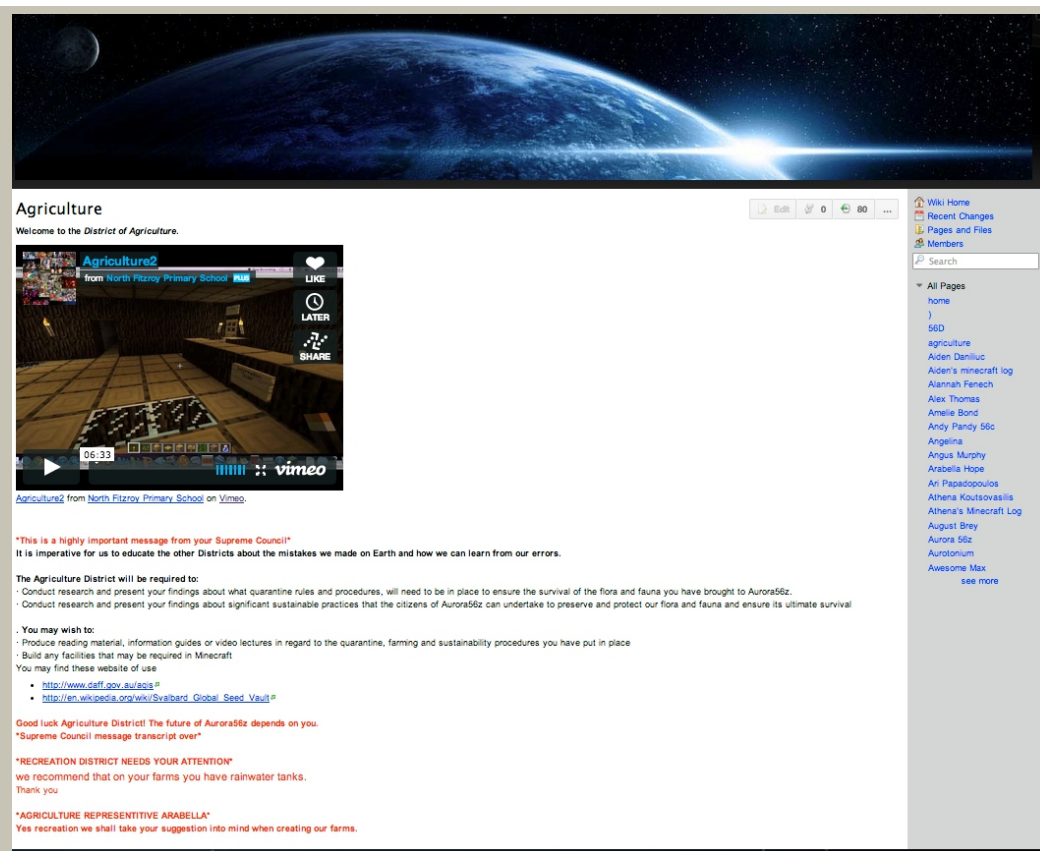 Agriculture
Edit 0 80 ...
Welcome to the District of Agriculture.
Agriculture2
from North Fitzroy Primary School PLUS
LIKE
LATER
SHARE
06:33
vimeo
Agriculture2 from North Fitzroy Primary School on Vimeo.
*This is a highly important message from your Supreme Council*
It is imperative for us to educate the other Districts about the mistakes we made on Earth and how we can learn from our errors.
The Agriculture District will be required to:
· Conduct research and present your findings about what quarantine rules and procedures, will need to be in place to ensure the survival of the flora and fauna you have brought to Aurora56z.
· Conduct research and present your findings about significant sustainable practices that the citizens of Aurora56z can undertake to preserve and protect our flora and fauna and ensure its ultimate survival
. You may wish to:
· Produce reading material, information guides or video lectures in regard to the quarantine, farming and sustainability procedures you have put in place
· Build any facilities that may be required in Minecraft
You may find these website of use
• http://www.daff.gov.au/aqis
• http://en.wikipedia.org/wiki/Svalbard_Global_Seed_Vault
Good luck Agriculture District! The future of Aurora56z depends on you.
*Supreme Council message transcript over*
*RECREATION DISTRICT NEEDS YOUR ATTENTION*
we recommend that on your farms you have rainwater tanks.
Thank you
*AGRICULTURE REPRESENTITIVE ARABELLA*
Yes recreation we shall take your suggestion into mind when creating our farms.
Wiki Home
Recent Changes
Pages and Files
Members
Search
All Pages
home
)
56D
agriculture
Aiden Daniliuc
Aiden's minecraft log
Alannah Fenech
Alex Thomas
Amelie Bond
Andy Pandy 56c
Angelina
Angus Murphy
Arabella Hope
Ari Papadopoulos
Athena Koutsovasilis
Athena's Minecraft Log
August Brey
Aurora 56z
Aurotonium
Awesome Max
see more